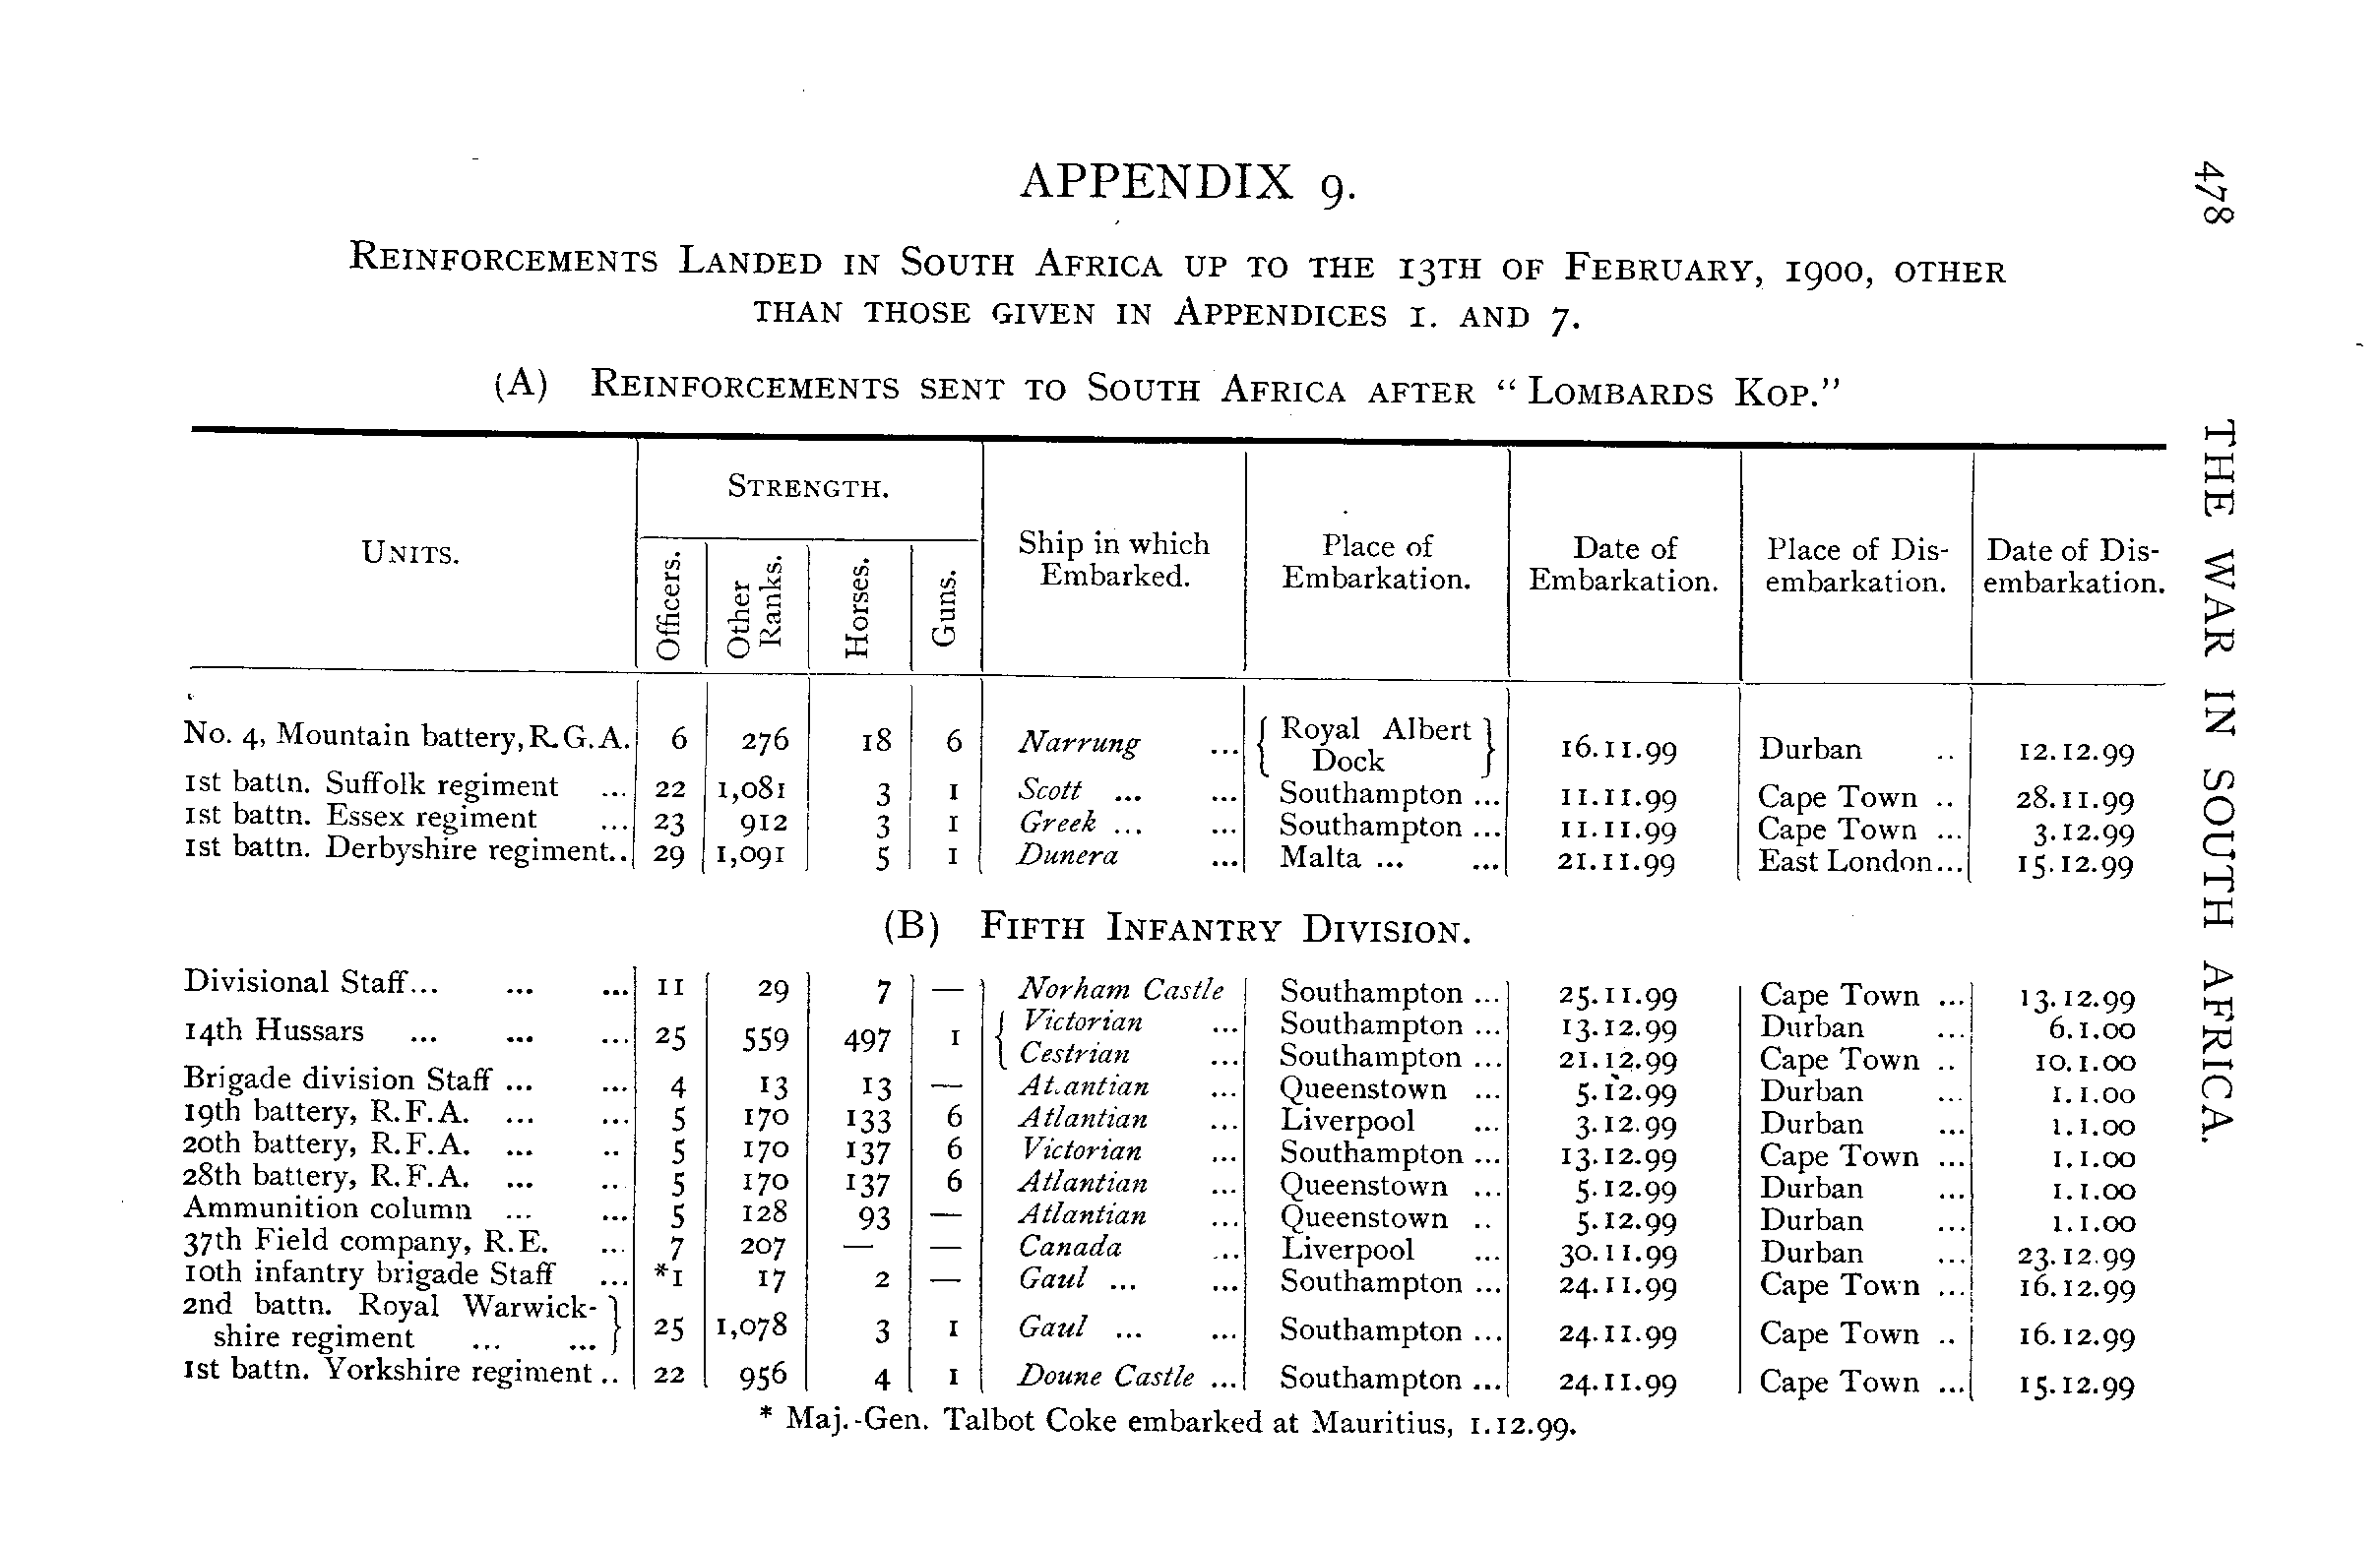 APPENDIX 9.
478
REINFORCEMENTS LANDED IN SOUTH AFRICA UP TO THE 13TH OF FEBRUARY, 1900, OTHER
THAN THOSE GIVEN IN APPENDICES 1. AND 7.
(A) REINFORCEMENTS SENT TO SOUTH AFRICA AFTER “LOMBARDS KOP.”
THE WAR IN SOUTH AFRICA.
UNITS. STRENGTH. Ship in which Embarked. Place of Embarkation. Date of Embarkation. Place of Dis-embarkation. Date of Dis-embarkation.
Officers. Other Ranks. Horses. Guns.
No. 4, Mountain battery, R.G.A. 6 276 18 6 Narrung ... { Royal Albert Dock } 16.11.99 Durban .. 12.12.99
1st battn. Suffolk regiment ... 22 1,081 3 1 Scott ... ... Southampton ... 11.11.99 Cape Town .. 28.11.99
1st battn. Essex regiment ... 23 912 3 1 Greek ... ... Southampton ... 11.11.99 Cape Town ... 3.12.99
1st battn. Derbyshire regiment.. 29 1,091 5 1 Dunera ... Malta ... ... 21.11.99 East London... 15.12.99
(B) FIFTH INFANTRY DIVISION.
Divisional Staff... ... ... 11 29 7 — Norham Castle Southampton ... 25.11.99 Cape Town ... 13.12.99
14th Hussars ... ... ... 25 559 497 1 { Victorian ... Southampton ... 13.12.99 Durban ... 6.1.00
Cestrian ... Southampton ... 21.12.99 Cape Town .. 10.1.00
Brigade division Staff ... ... 4 13 13 — Atlantian ... Queenstown ... 5.12.99 Durban ... 1.1.00
19th battery, R.F.A. ... ... 5 170 133 6 Atlantian ... Liverpool ... 3.12.99 Durban ... 1.1.00
20th battery, R.F.A. ... .. 5 170 137 6 Victorian ... Southampton ... 13.12.99 Cape Town ... 1.1.00
28th battery, R.F.A. ... .. 5 170 137 6 Atlantian ... Queenstown ... 5.12.99 Durban ... 1.1.00
Ammunition column ... ... 5 128 93 — Atlantian ... Queenstown .. 5.12.99 Durban ... 1.1.00
37th Field company, R.E. ... 7 207 — — Canada ... Liverpool ... 30.11.99 Durban ... 23.12.99
10th infantry brigade Staff ... *1 17 2 — Gaul ... ... Southampton ... 24.11.99 Cape Town ... 16.12.99
2nd battn. Royal Warwick-
shire regiment ... ... } 25 1,078 3 1 Gaul ... ... Southampton ... 24.11.99 Cape Town .. 16.12.99
1st battn. Yorkshire regiment .. 22 956 4 1 Doune Castle ... Southampton ... 24.11.99 Cape Town ... 15.12.99
* Maj.-Gen. Talbot Coke embarked at Mauritius, 1.12.99.